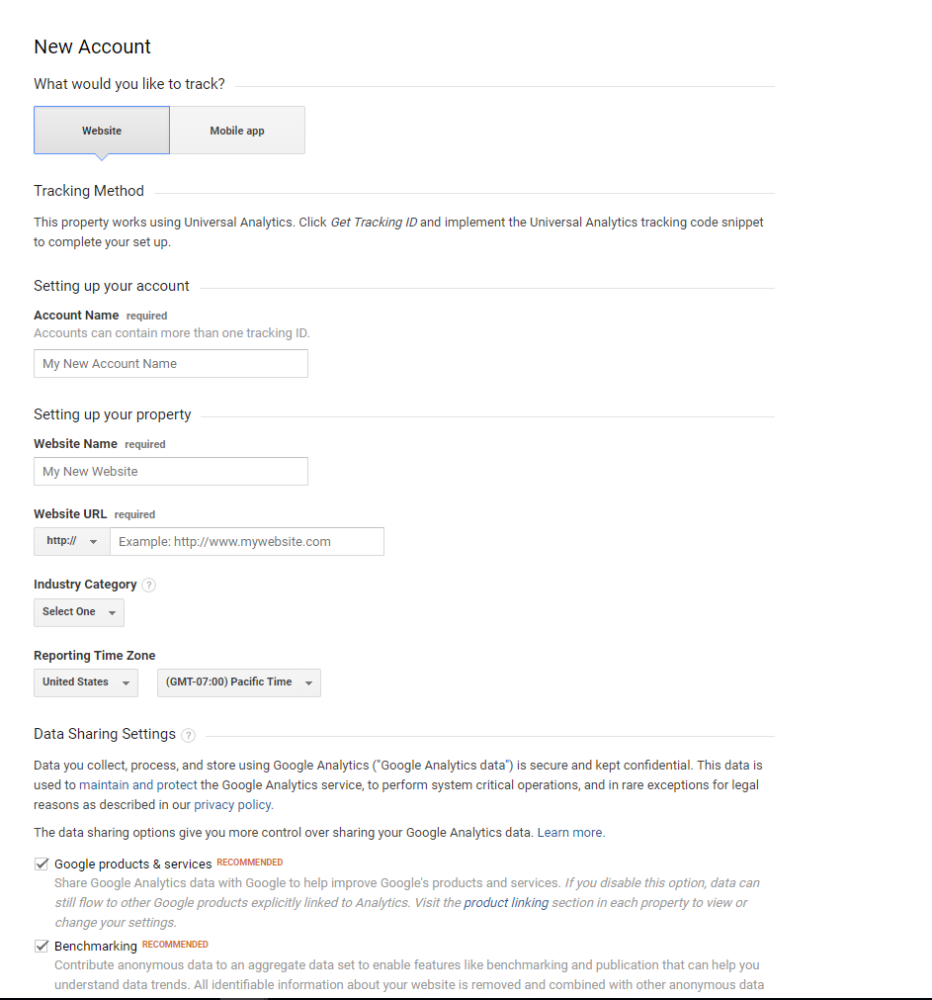 New Account
What would you like to track?
Website
Mobile app
Tracking Method
This property works using Universal Analytics. Click Get Tracking ID and implement the Universal Analytics tracking code snippet
to complete your set up.
Setting up your account
Account Name required
Accounts can contain more than one tracking ID.
My New Account Name
Setting up your property
Website Name required
My New Website
Website URL required
http://
Example: http://www.mywebsite.com
Industry Category ?
Select One
Reporting Time Zone
United States
(GMT-07:00) Pacific Time
Data Sharing Settings ?
Data you collect, process, and store using Google Analytics ("Google Analytics data") is secure and kept confidential. This data is
used to maintain and protect the Google Analytics service, to perform system critical operations, and in rare exceptions for legal
reasons as described in our privacy policy.
The data sharing options give you more control over sharing your Google Analytics data. Learn more.
Google products & services RECOMMENDED
Share Google Analytics data with Google to help improve Google's products and services. If you disable this option, data can
still flow to other Google products explicitly linked to Analytics. Visit the product linking section in each property to view or
change your settings.
Benchmarking RECOMMENDED
Contribute anonymous data to an aggregate data set to enable features like benchmarking and publication that can help you
understand data trends. All identifiable information about your website is removed and combined with other anonymous data